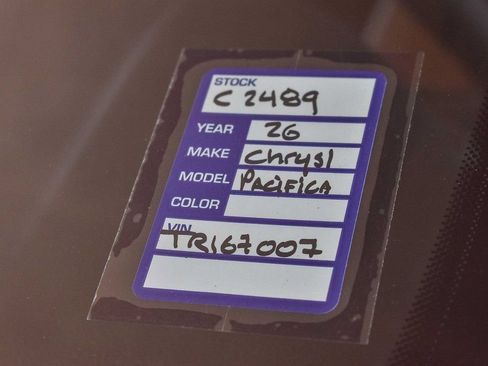 STOCK
C 2489
YEAR 26
MAKE Chrysl
MODEL PACIFICA
COLOR
VIN
TR167007